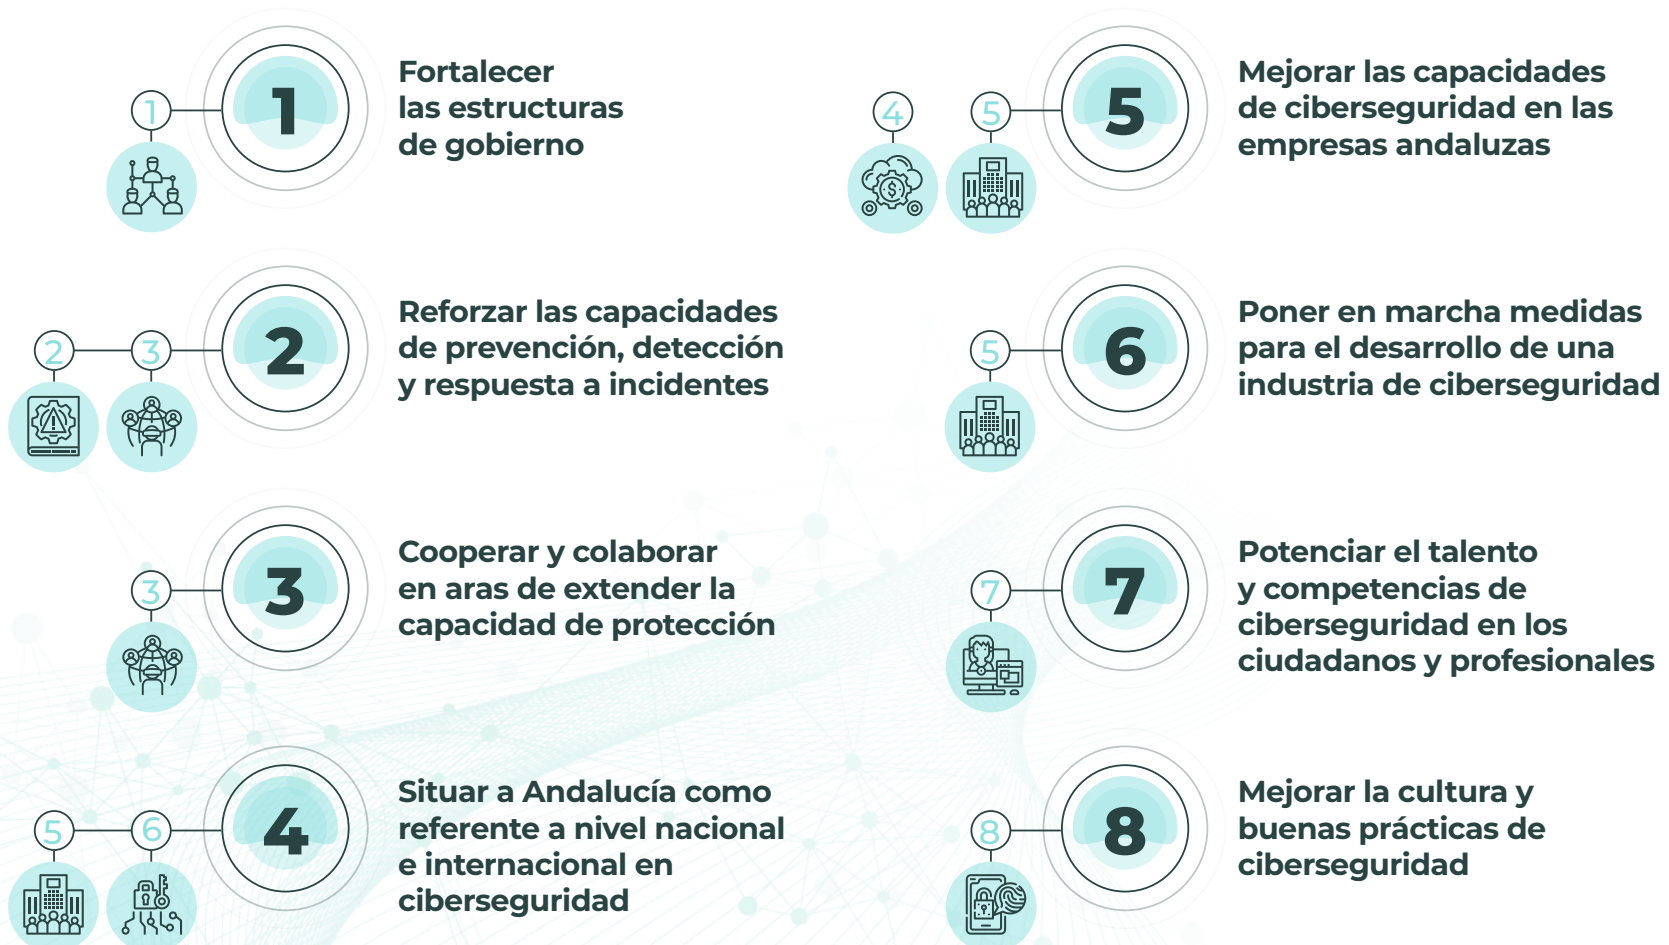 1
1
Fortalecer
las estructuras
de gobierno
2
3
2
Reforzar las capacidades
de prevención, detección
y respuesta a incidentes
3
3
Cooperar y colaborar
en aras de extender la
capacidad de protección
5
6
4
Situar a Andalucía como
referente a nivel nacional
e internacional en
ciberseguridad
4
5
5
Mejorar las capacidades
de ciberseguridad en las
empresas andaluzas
5
6
Poner en marcha medidas
para el desarrollo de una
industria de ciberseguridad
7
7
Potenciar el talento
y competencias de
ciberseguridad en los
ciudadanos y profesionales
8
8
Mejorar la cultura y
buenas prácticas de
ciberseguridad